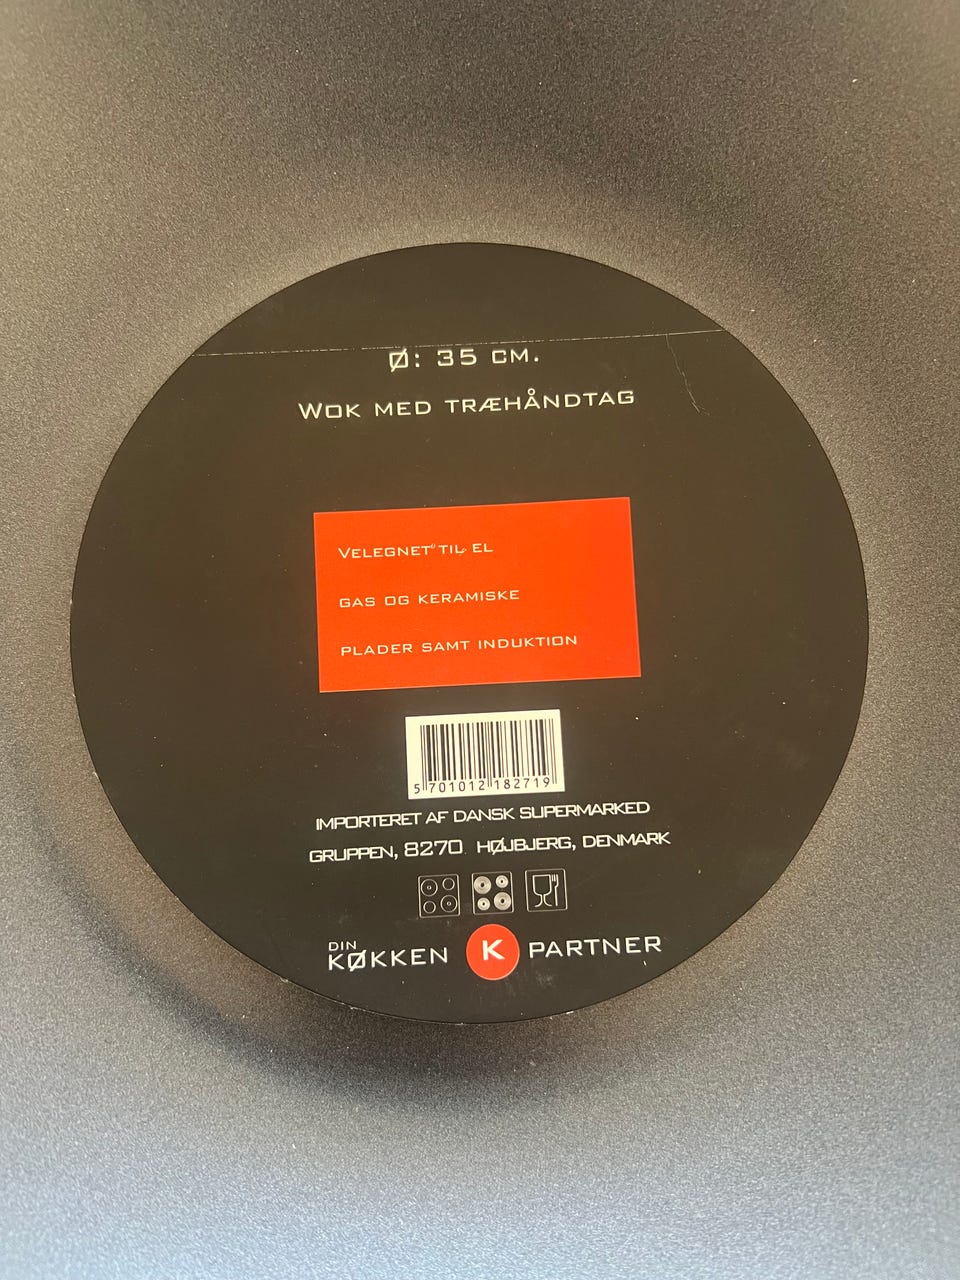 Ø: 35 CM.
WOK MED TRÆHÅNDTAG
VELEGNET TIL EL
GAS OG KERAMISKE
PLADER SAMT INDUKTION
5 701012 182719
IMPORTERET AF DANSK SUPERMARKED
GRUPPEN, 8270 HØJBJERG, DENMARK
DIN
KØKKEN K PARTNER